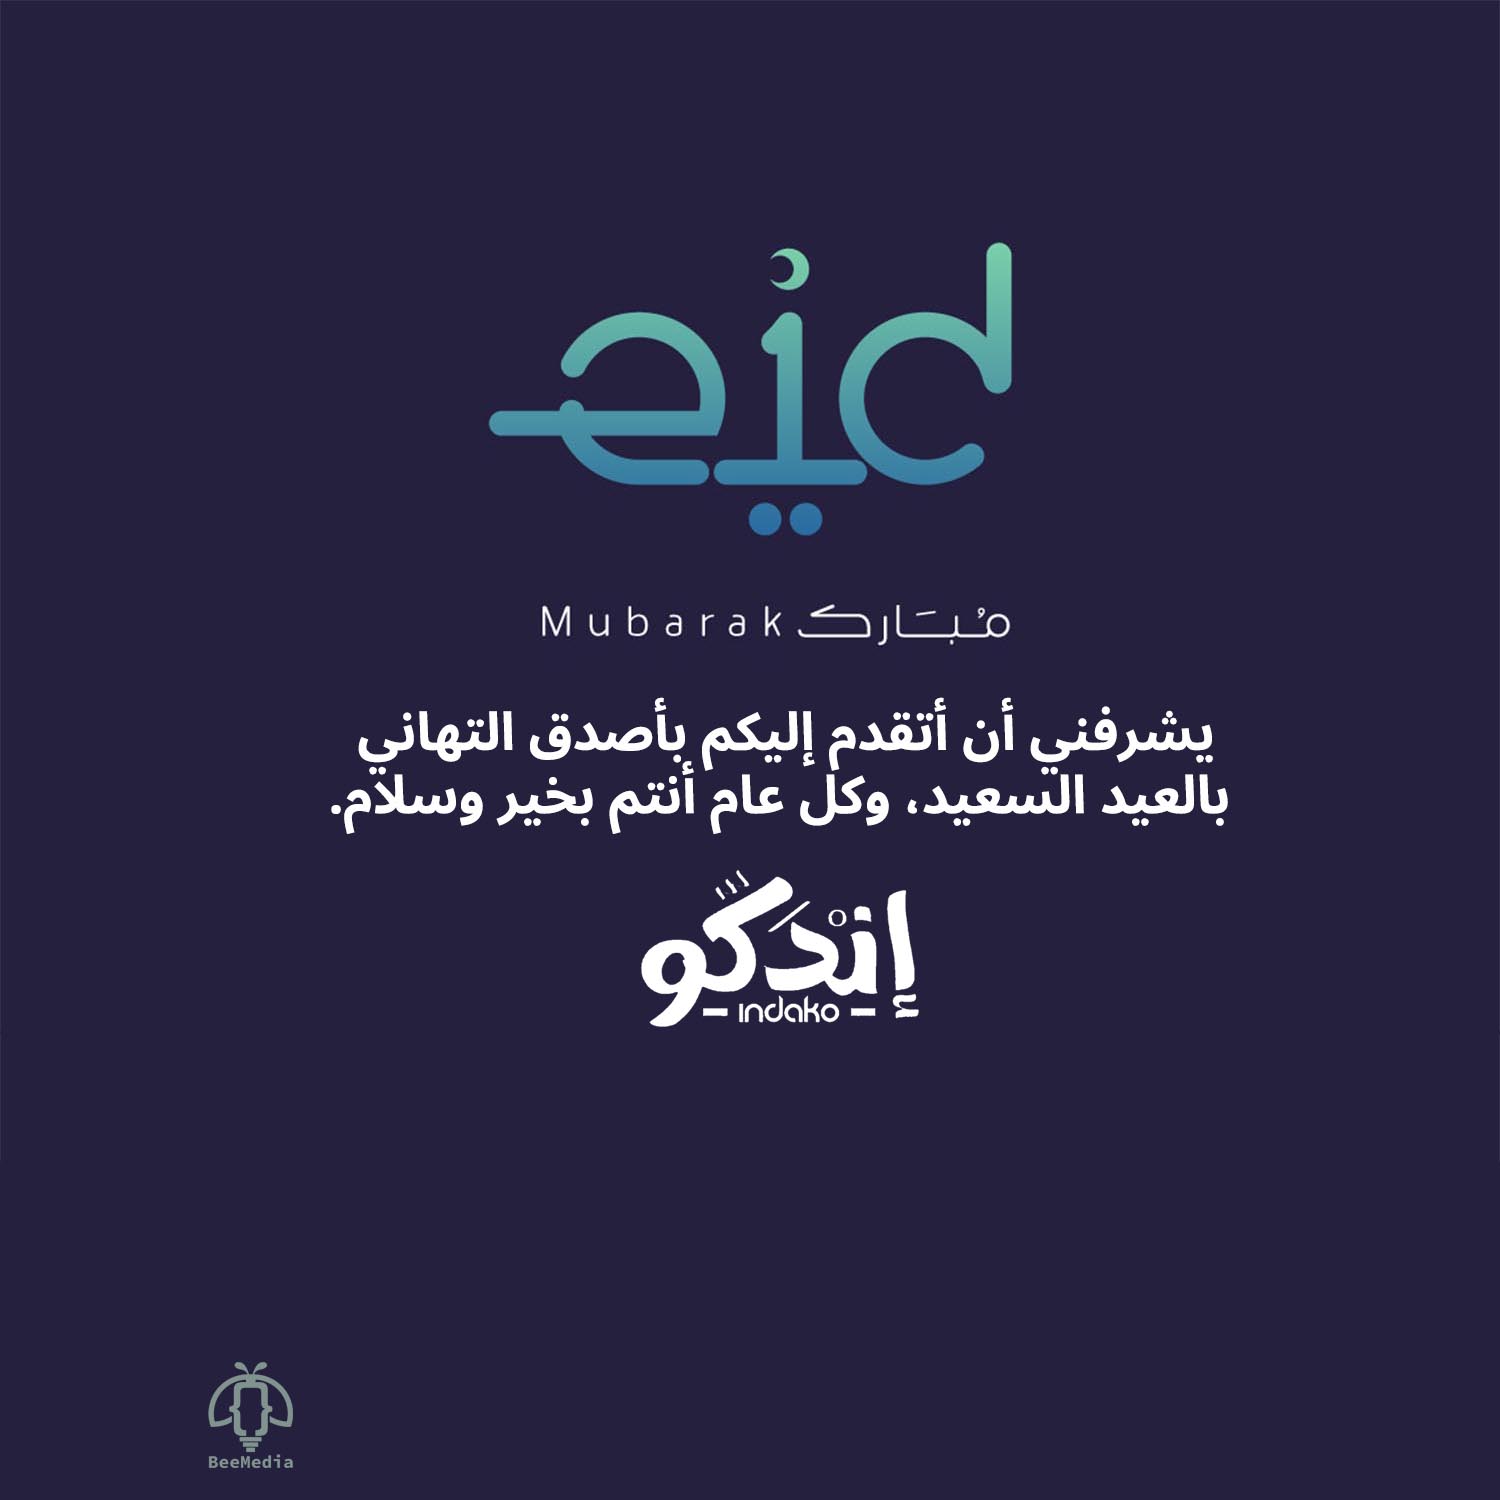 eid
Mubarak مُبَارك
يشرفني أن أتقدم إليكم بأصدق التهاني
بالعيد السعيد، وكل عام أنتم بخير وسلام.
إندكو
indako
BeeMedia